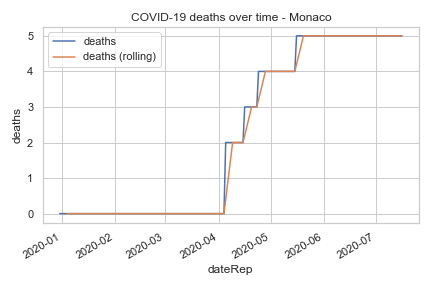 COVID-19 deaths over time - Monaco
deaths
deaths (rolling)
deaths
5
4
3
2
1
0
2020-01
2020-02
2020-03
2020-04
2020-05
2020-06
2020-07
dateRep